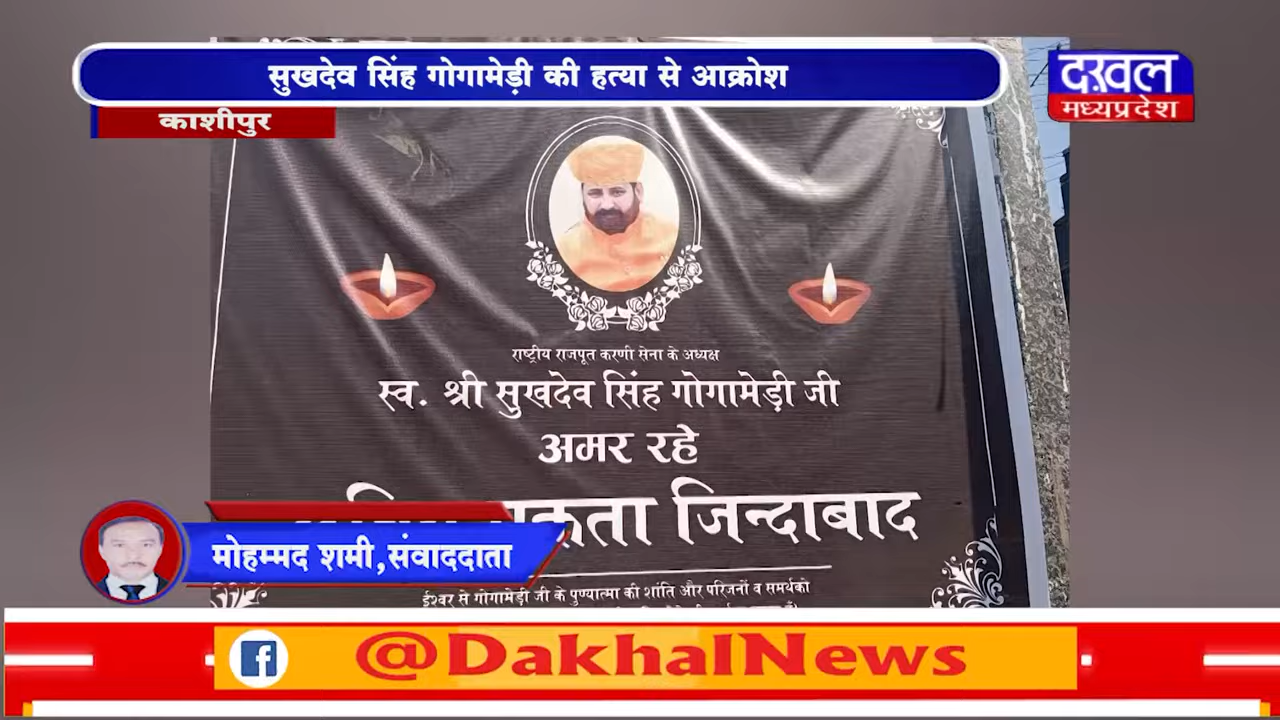 सुखदेव सिंह गोगामेड़ी की हत्या से आक्रोश
दख़ल
मध्यप्रदेश
काशीपुर
राष्ट्रीय राजपूत करणी सेना के अध्यक्ष
स्व. श्री सुखदेव सिंह गोगामेड़ी जी
अमर रहे
जिन्दाबाद
मोहम्मद शमी,संवाददाता
ईश्वर से गोगामेड़ी जी के पुण्यात्मा की शांति और परिजनों व समर्थको
@DakhalNews